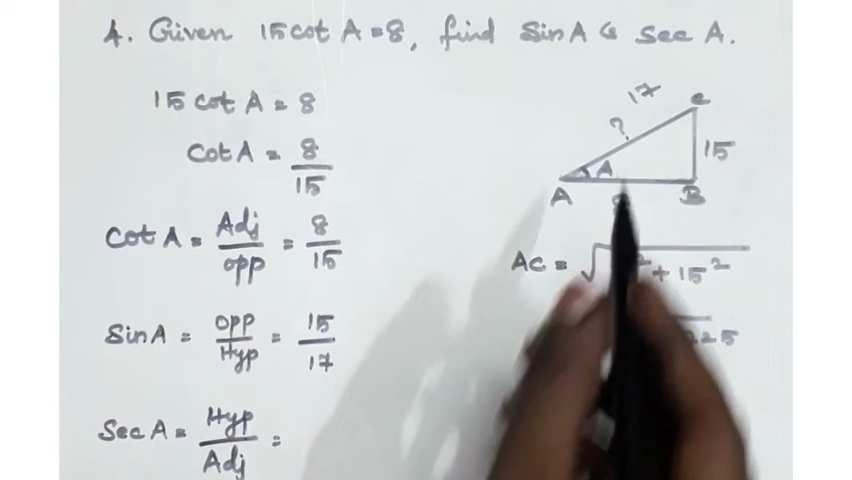 4. Given 15 cot A = 8, find Sin A & Sec A.
15 cot A = 8
Cot A = 8/15
Cot A = Adj/opp = 8/15
Sin A = opp/Hyp = 15/17
Sec A = Hyp/Adj =
17
C
?
15
A
A
B
AC = √ ² + 15²